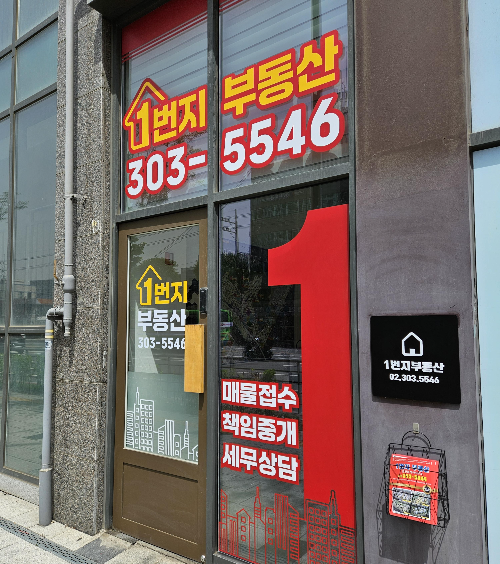 1번지 부동산
303-5546
1번지
부동산
303-5546
1
매물접수
책임중개
세무상담
1번지부동산
02.303.5546